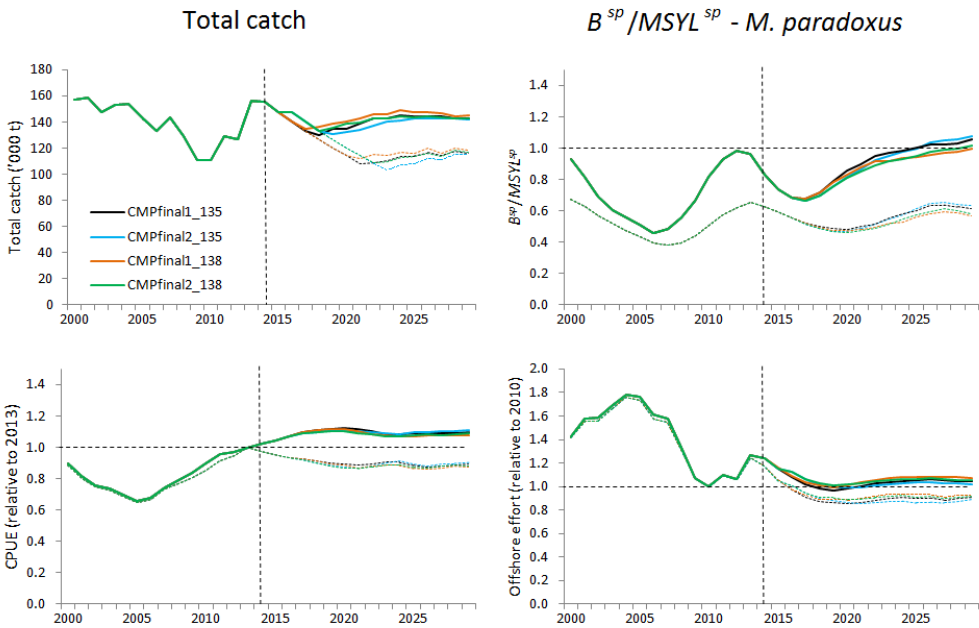 Total catch
B sp/MSYL sp - M. paradoxus
Total catch ('000 t)
180
160
140
120
100
80
60
40
20
0
CMPfinal1_135
CMPfinal2_135
CMPfinal1_138
CMPfinal2_138
2000 2005 2010 2015 2020 2025
Bsp/MSYLsp
1.4
1.2
1.0
0.8
0.6
0.4
0.2
0.0
2000 2005 2010 2015 2020 2025
CPUE (relative to 2013)
1.4
1.2
1.0
0.8
0.6
0.4
0.2
0.0
2000 2005 2010 2015 2020 2025
Offshore effort (relative to 2010)
2.0
1.8
1.6
1.4
1.2
1.0
0.8
0.6
0.4
0.2
0.0
2000 2005 2010 2015 2020 2025